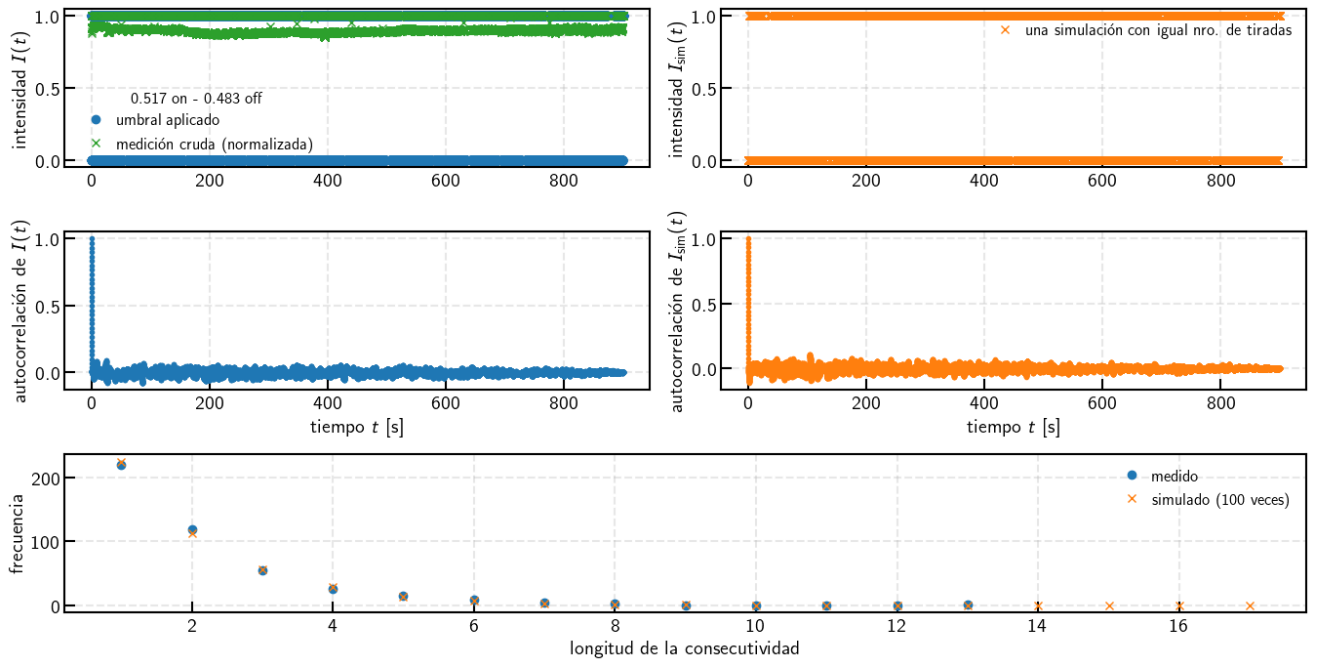 intensidad I(t)
1.0
0.5
0.0
0.517 on - 0.483 off
umbral aplicado
medición cruda (normalizada)
0 200 400 600 800
intensidad I_sim(t)
1.0
0.5
0.0
una simulación con igual nro. de tiradas
0 200 400 600 800
autocorrelación de I(t)
1.0
0.5
0.0
0 200 400 600 800
tiempo t [s]
autocorrelación de I_sim(t)
1.0
0.5
0.0
0 200 400 600 800
tiempo t [s]
frecuencia
200
100
0
medido
simulado (100 veces)
2 4 6 8 10 12 14 16
longitud de la consecutividad